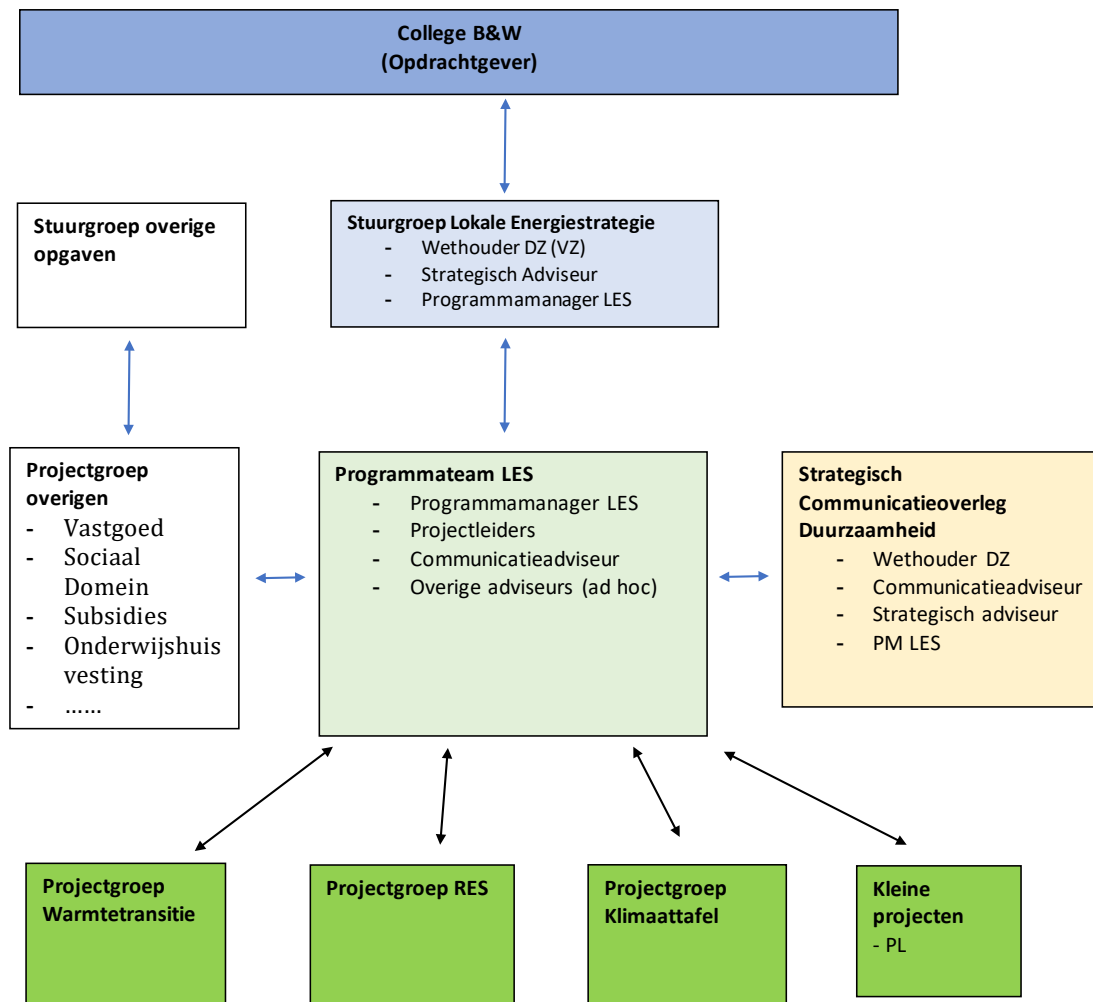 College B&W
(Opdrachtgever)
Stuurgroep overige
opgaven
Stuurgroep Lokale Energiestrategie
- Wethouder DZ (VZ)
- Strategisch Adviseur
- Programmamanager LES
Projectgroep
overigen
- Vastgoed
- Sociaal
Domein
- Subsidies
- Onderwijshuis
vesting
- ……
Programmateam LES
- Programmamanager LES
- Projectleiders
- Communicatieadviseur
- Overige adviseurs (ad hoc)
Strategisch
Communicatieoverleg
Duurzaamheid
- Wethouder DZ
- Communicatieadviseur
- Strategisch adviseur
- PM LES
Projectgroep
Warmtetransitie
Projectgroep RES
Projectgroep
Klimaattafel
Kleine
projecten
- PL